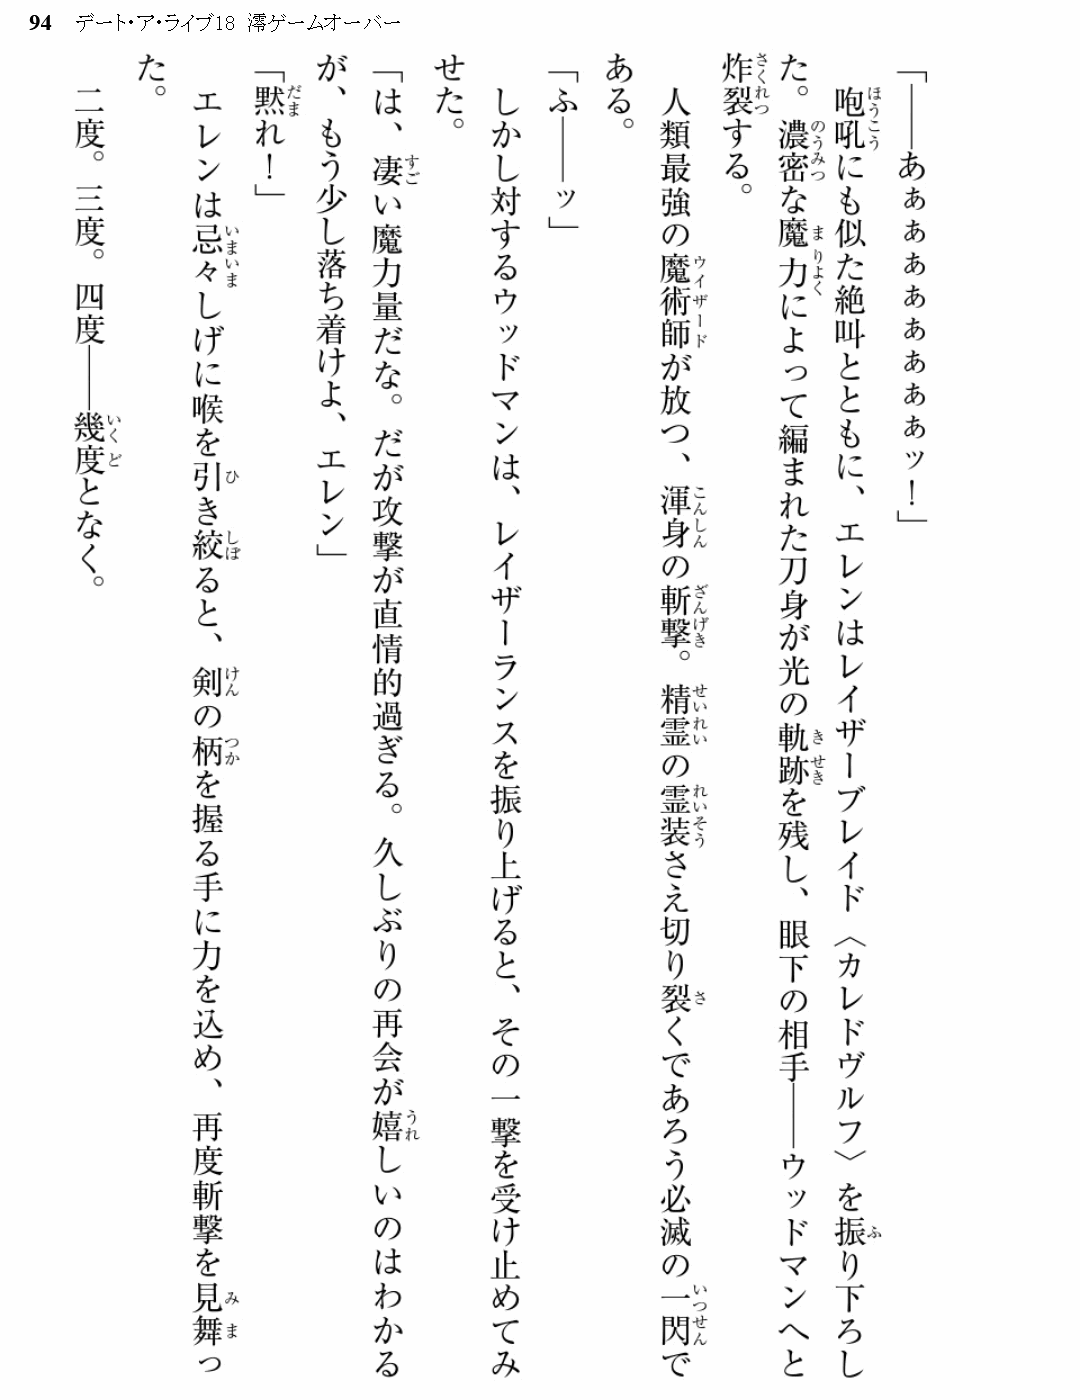 94 デート・ア・ライブ18 澪ゲームオーバー
「――あぁぁぁぁぁぁぁぁッ！」
咆吼にも似た絶叫とともに、エレンはレイザーブレイド〈カレドヴルフ〉を振り下ろし
た。濃密な魔力によって編まれた刀身が光の軌跡を残し、眼下の相手――ウッドマンへと
炸裂する。
人類最強の魔術師が放つ、渾身の斬撃。精霊の霊装さえ切り裂くであろう必滅の一閃で
ある。
「ふ――ッ」
しかし対するウッドマンは、レイザーランスを振り上げると、その一撃を受け止めてみ
せた。
「は、凄い魔力量だな。だが攻撃が直情的過ぎる。久しぶりの再会が嬉しいのはわかる
が、もう少し落ち着けよ、エレン」
「黙れ！」
エレンは忌々しげに喉を引き絞ると、剣の柄を握る手に力を込め、再度斬撃を見舞っ
た。
二度。三度。四度――幾度となく。